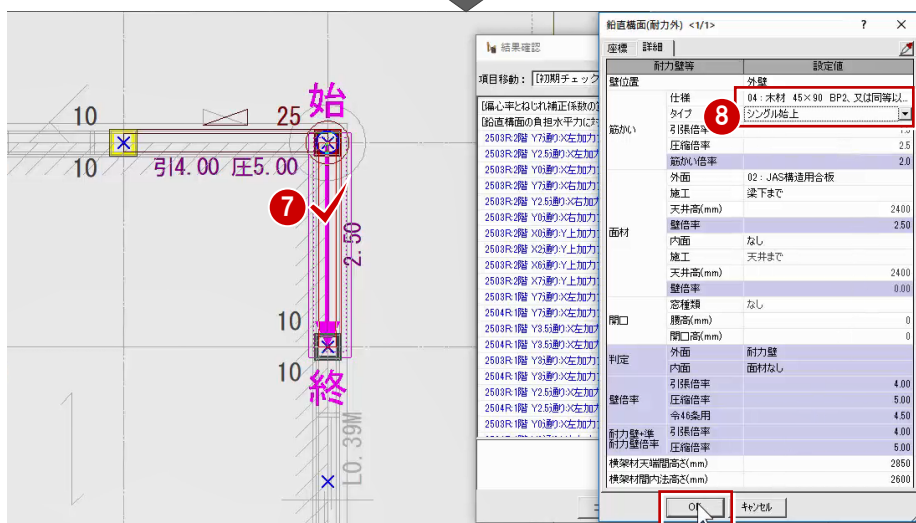 始
10
25
10
引4.00 圧5.00
7
2.50
10
10
終
L0.39M
結果確認
項目移動：
[初期チェック
[偏心率とねじれ補正係数の
[鉛直構面の負担水平力に対
2503R:2階 Y7通り:X左加力
2503R:2階 Y2.5通り:X左加
2503R:2階 Y0通り:X左加力
2503R:2階 Y7通り:X右加力
2503R:2階 Y2.5通り:X右加
2503R:2階 Y0通り:X右加力
2503R:2階 X0通り:Y上加力
2503R:2階 X2通り:Y上加力
2503R:2階 X6通り:Y上加力
2503R:2階 X7通り:Y上加力
2503R:1階 Y7通り:X左加力
2504R:1階 Y7通り:X左加力
2503R:1階 Y3.5通り:X左加
2504R:1階 Y3.5通り:X左加
2503R:1階 Y3通り:X左加力
2504R:1階 Y3通り:X左加力
2503R:1階 Y2.5通り:X左加
2504R:1階 Y2.5通り:X左加
2503R:1階 Y0通り:X左加力
鉛直構面(耐力外) <1/1>
?
×
座標
詳細
耐力壁等
設定値
壁位置
外壁
8
筋かい
仕様
04：木材 45×90 BP2、又は同等以...
タイプ
シングル始上
引張倍率
圧縮倍率
2.5
筋かい倍率
2.0
面材
外面
02：JAS構造用合板
施工
梁下まで
天井高(mm)
2400
壁倍率
2.50
内面
なし
施工
天井まで
天井高(mm)
2400
壁倍率
0.00
開口
窓種類
なし
腰高(mm)
0
開口高(mm)
0
判定
外面
耐力壁
内面
面材なし
壁倍率
引張倍率
4.00
圧縮倍率
5.00
令46条用
4.50
耐力壁+準
耐力壁倍率
引張倍率
4.00
圧縮倍率
5.00
横架材天端間高さ(mm)
2850
横架材間内法高さ(mm)
2600
OK
キャンセル